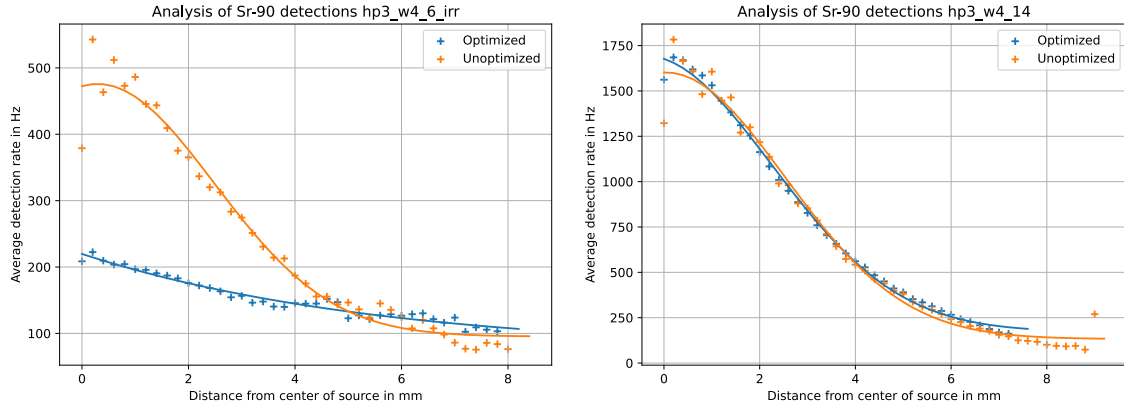 Analysis of Sr-90 detections hp3_w4_6_irr
Optimized
Unoptimized
500
400
300
200
100
Average detection rate in Hz
0
2
4
6
8
Distance from center of source in mm
Analysis of Sr-90 detections hp3_w4_14
Optimized
Unoptimized
1750
1500
1250
1000
750
500
250
0
Average detection rate in Hz
0
2
4
6
8
Distance from center of source in mm